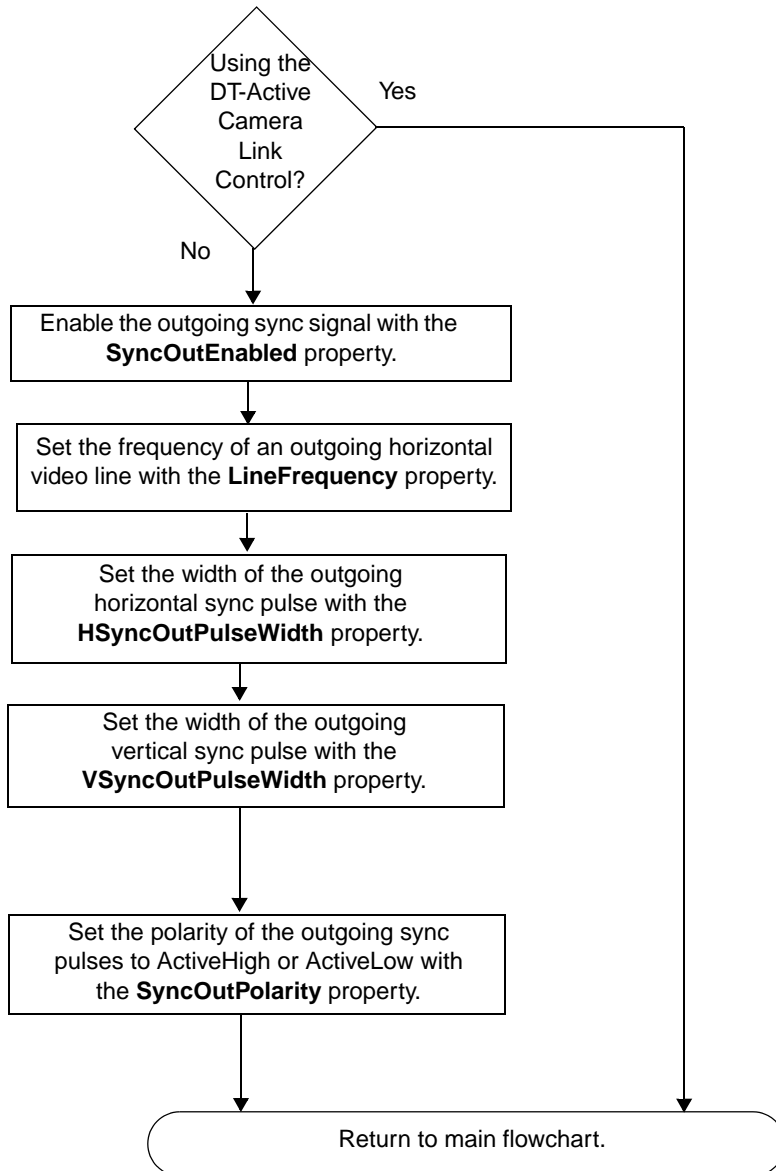 Using the
DT-Active
Camera
Link
Control?
Yes
No
Enable the outgoing sync signal with the
SyncOutEnabled property.
Set the frequency of an outgoing horizontal
video line with the LineFrequency property.
Set the width of the outgoing
horizontal sync pulse with the
HSyncOutPulseWidth property.
Set the width of the outgoing
vertical sync pulse with the
VSyncOutPulseWidth property.
Set the polarity of the outgoing sync
pulses to ActiveHigh or ActiveLow with
the SyncOutPolarity property.
Return to main flowchart.